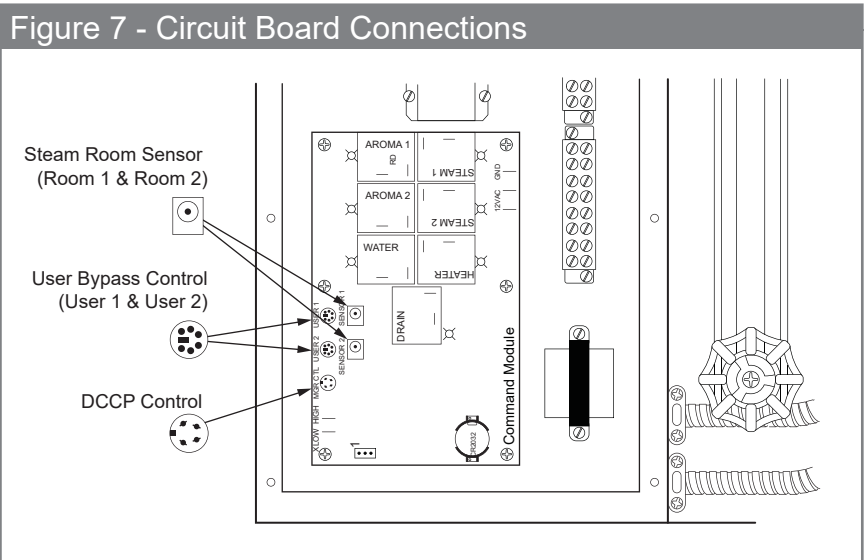 Figure 7 - Circuit Board Connections
Steam Room Sensor
(Room 1 & Room 2)
User Bypass Control
(User 1 & User 2)
DCCP Control
AROMA 1
RD
STEAM 1
GND
12VAC
AROMA 2
STEAM 2
WATER
HEATER
DRAIN
USER 1
SENSOR 1
USER 2
SENSOR 2
MGR CTL
HIGH
XLOW
1
CR2032
Command Module